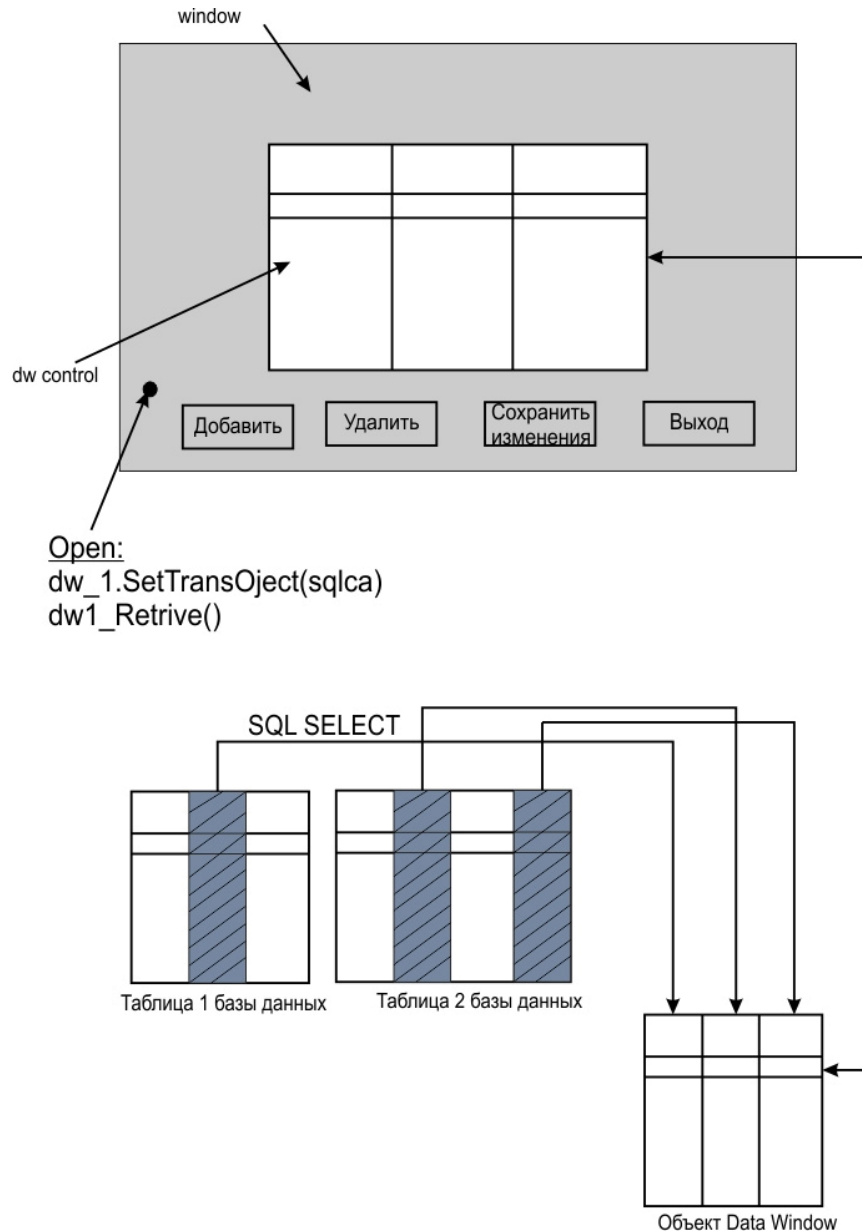 window
dw control
Добавить
Удалить
Сохранить
изменения
Выход
Open:
dw_1.SetTransOject(sqlca)
dw1_Retrive()
SQL SELECT
Таблица 1 базы данных
Таблица 2 базы данных
Объект Data Window